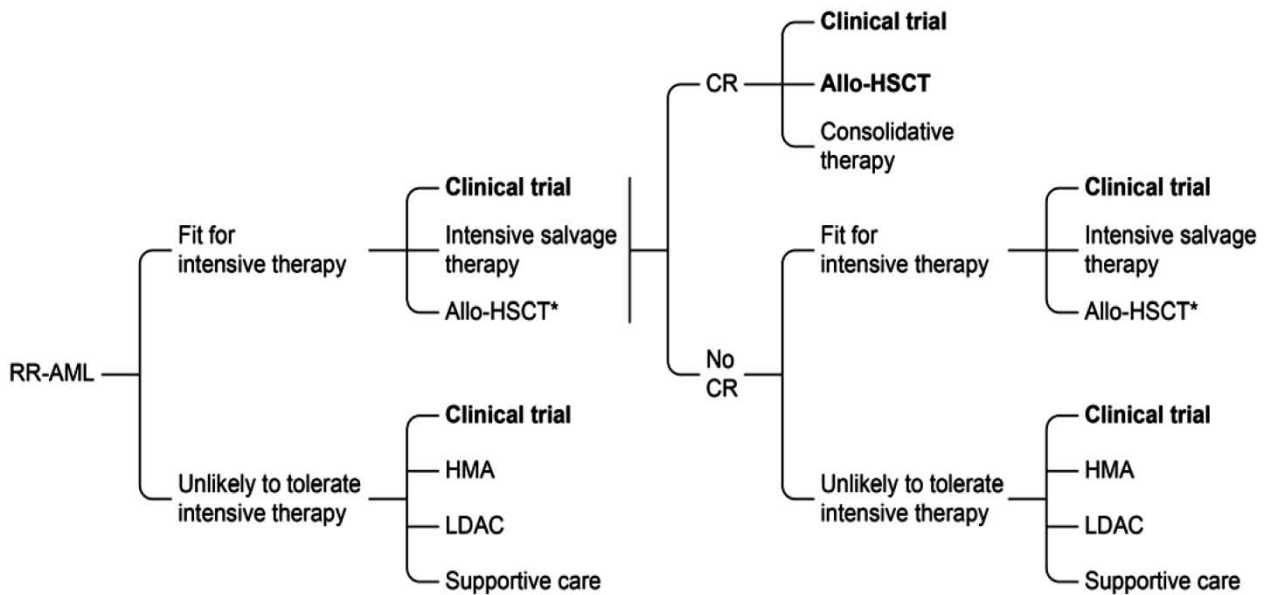 RR-AML
Fit for
intensive therapy
Clinical trial
Intensive salvage
therapy
Allo-HSCT*
Unlikely to tolerate
intensive therapy
Clinical trial
HMA
LDAC
Supportive care
CR
Clinical trial
Allo-HSCT
Consolidative
therapy
No
CR
Fit for
intensive therapy
Clinical trial
Intensive salvage
therapy
Allo-HSCT*
Unlikely to tolerate
intensive therapy
Clinical trial
HMA
LDAC
Supportive care